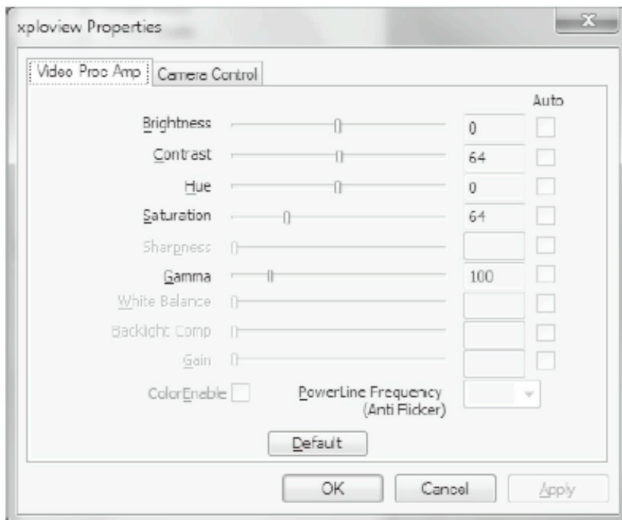 xploview Properties
Video Proc Amp Camera Control
Auto
Brightness 0
Contrast 64
Hue 0
Saturation 64
Sharpness
Gamma 100
White Balance
Backlight Comp
Gain
ColorEnable PowerLine Frequency
(Anti Flicker)
Default
OK Cancel Apply